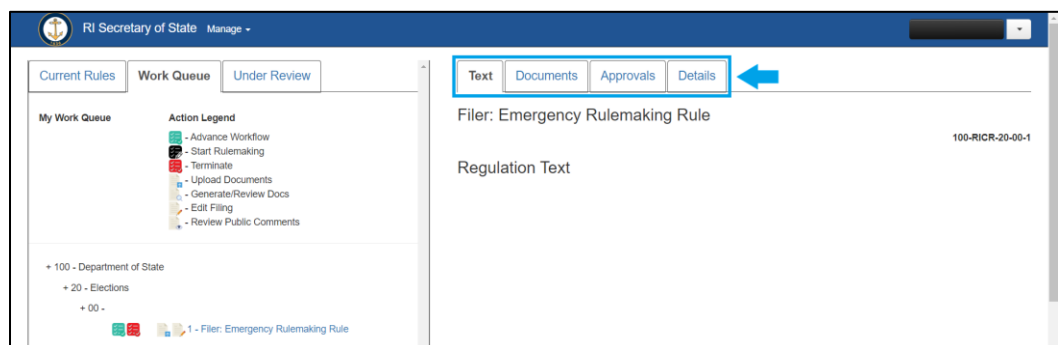 RI Secretary of State Manage
Current Rules Work Queue Under Review
My Work Queue
Action Legend
- Advance Workflow
- Start Rulemaking
- Terminate
- Upload Documents
- Generate/Review Docs
- Edit Filing
- Review Public Comments
+ 100 - Department of State
+ 20 - Elections
+ 00 -
1 - Filer: Emergency Rulemaking Rule
Text Documents Approvals Details
Filer: Emergency Rulemaking Rule
100-RICR-20-00-1
Regulation Text